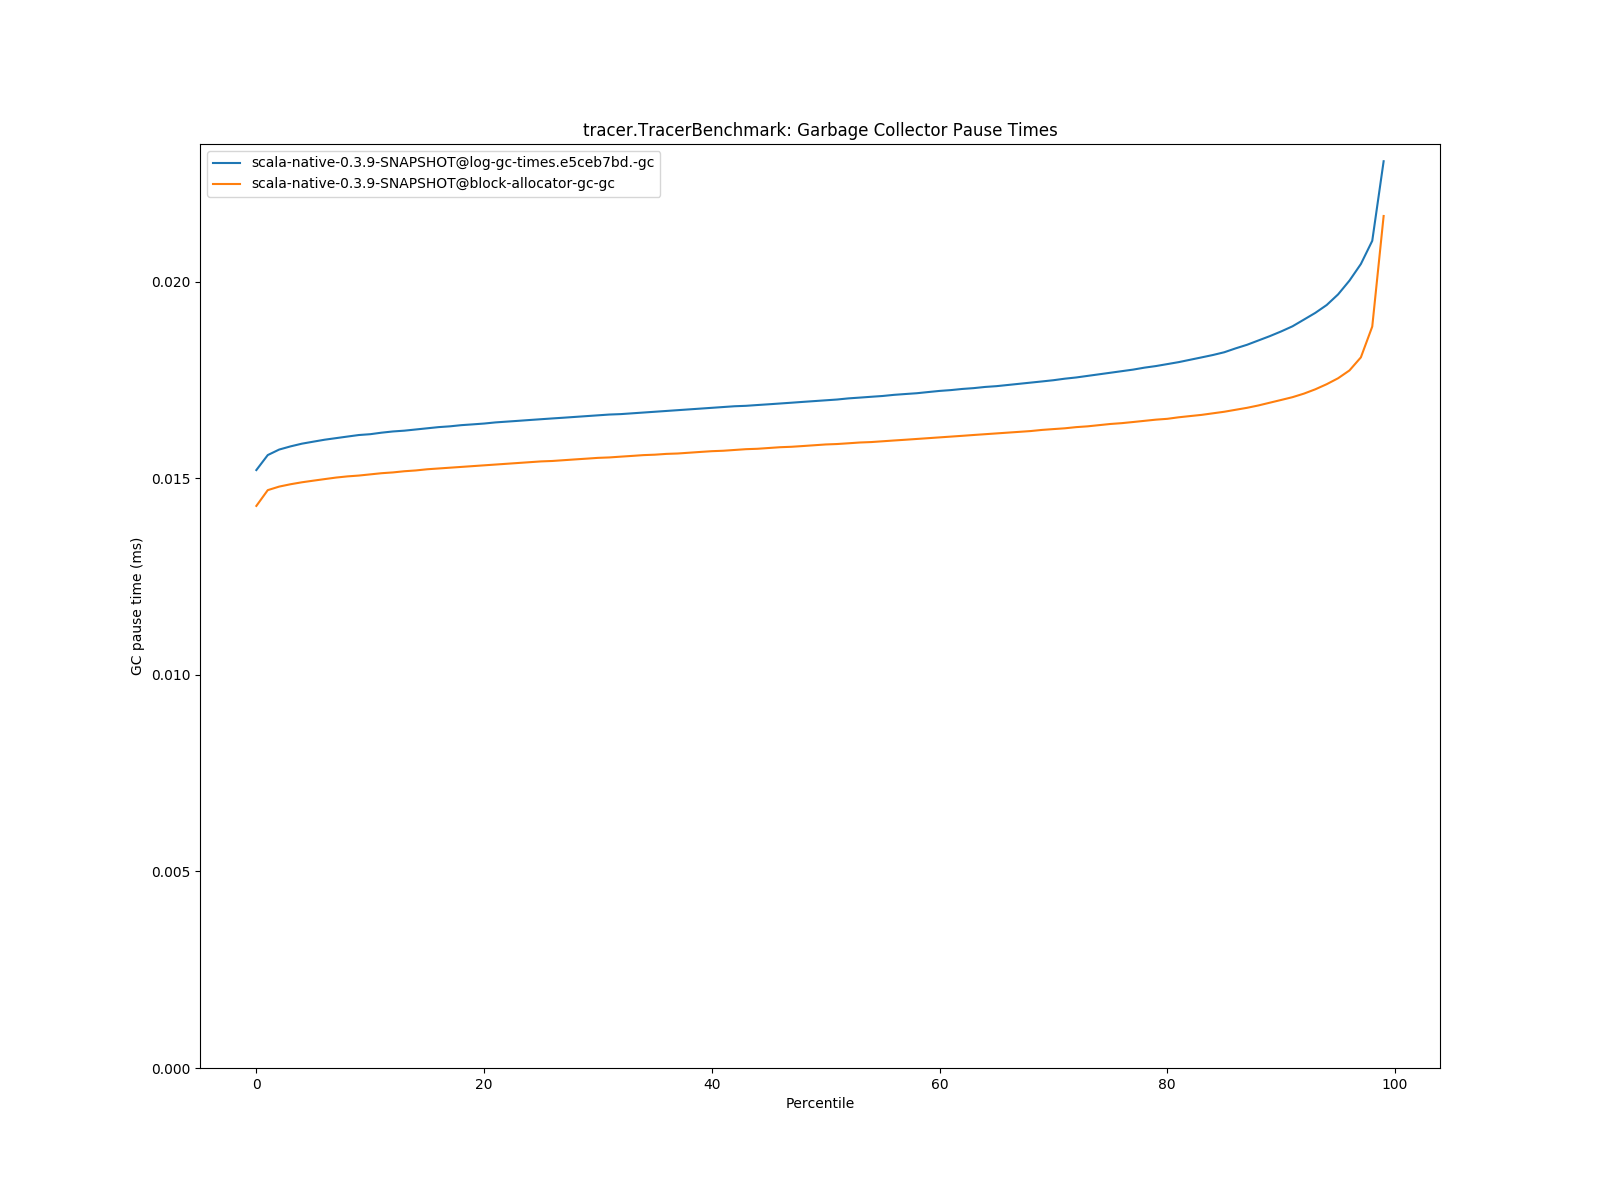 tracer.TracerBenchmark: Garbage Collector Pause Times
scala-native-0.3.9-SNAPSHOT@log-gc-times.e5ceb7bd.-gc
scala-native-0.3.9-SNAPSHOT@block-allocator-gc-gc
0.020
0.015
0.010
0.005
0.000
GC pause time (ms)
0 20 40 60 80 100
Percentile